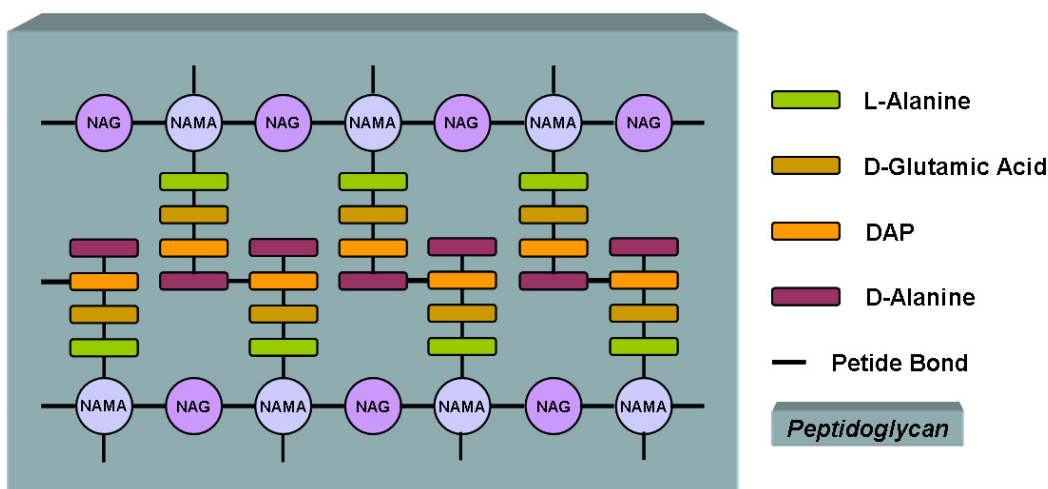 NAG NAMA NAG NAMA NAG NAMA NAG
NAMA NAG NAMA NAG NAMA NAG NAMA
L-Alanine
D-Glutamic Acid
DAP
D-Alanine
Petide Bond
Peptidoglycan